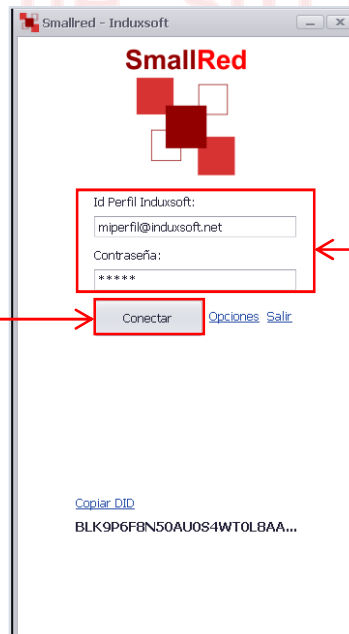 Smallred - Induxsoft
SmallRed
Id Perfil Induxsoft:
miperfil@induxsoft.net
Contraseña:
*****
Conectar
Opciones Salir
Copiar DID
BLK9P6F8N50AU0S4WT0L8AA...